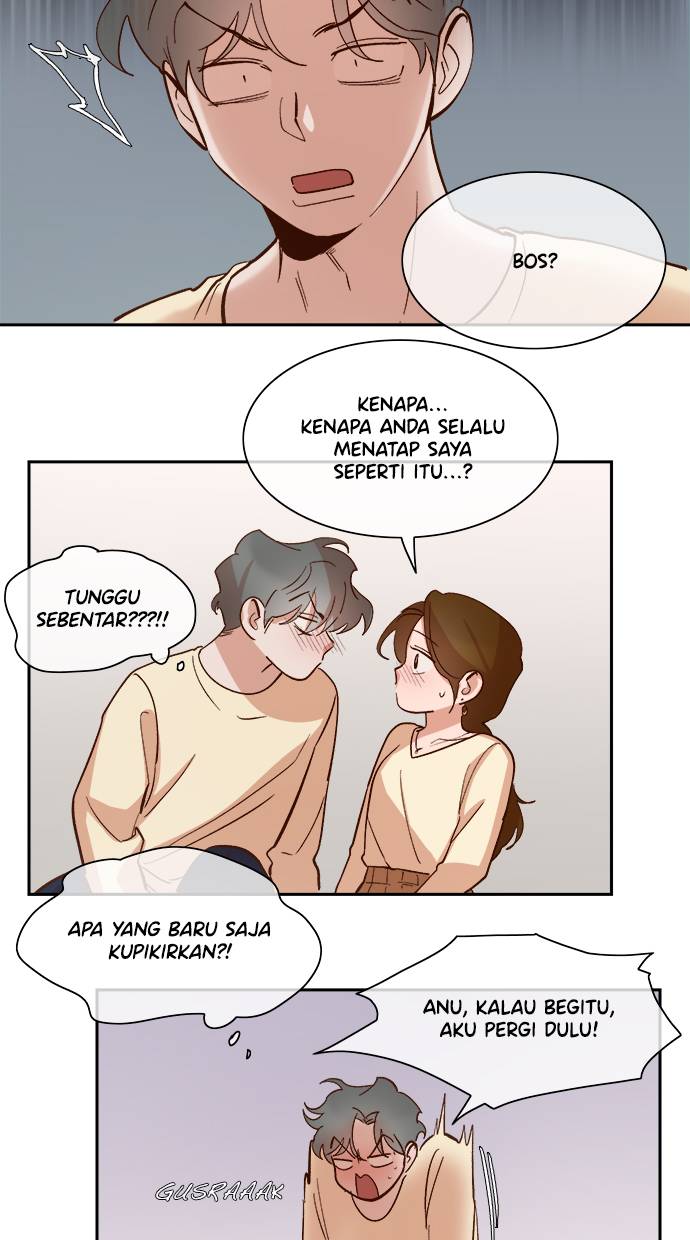 BOS?
KENAPA...
KENAPA ANDA SELALU
MENATAP SAYA
SEPERTI ITU...?
TUNGGU
SEBENTAR???!!
APA YANG BARU SAJA
KUPIKIRKAN?!
ANU, KALAU BEGITU,
AKU PERGI DULU!
GUSRAAAK